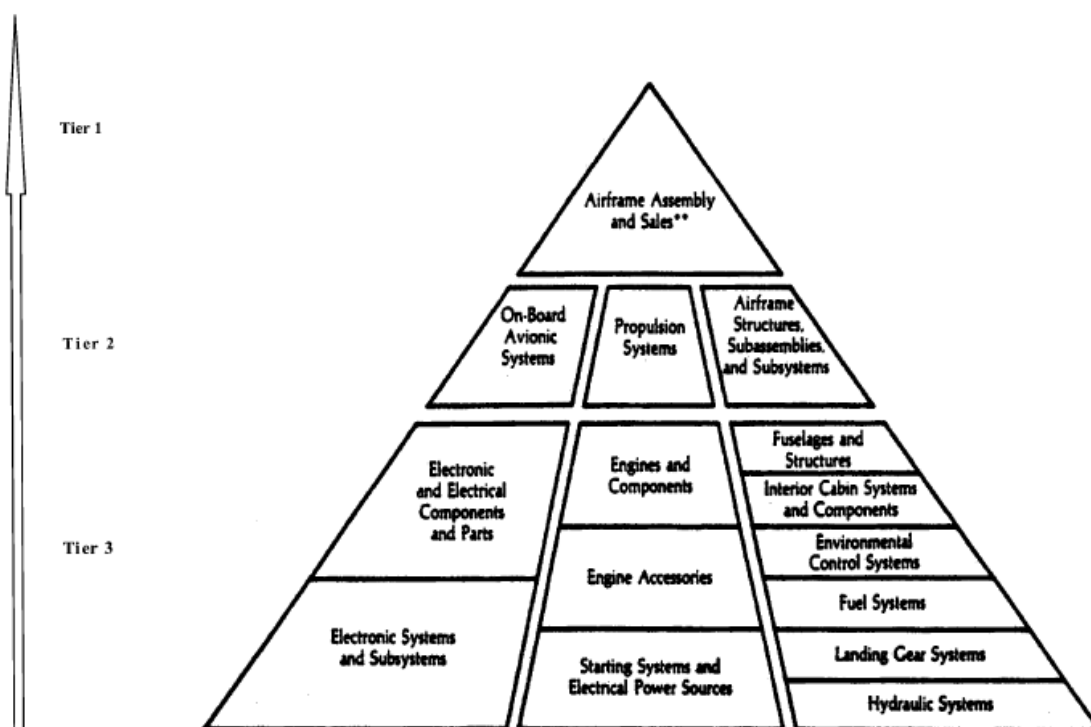 Tier 1
Airframe Assembly
and Sales**
Tier 2
On-Board
Avionic
Systems
Propulsion
Systems
Airframe
Structures,
Subassemblies,
and Subsystems
Tier 3
Electronic
and Electrical
Components
and Parts
Electronic Systems
and Subsystems
Engines and
Components
Engine Accessories
Starting Systems and
Electrical Power Sources
Fuselages and
Structures
Interior Cabin Systems
and Components
Environmental
Control Systems
Fuel Systems
Landing Gear Systems
Hydraulic Systems